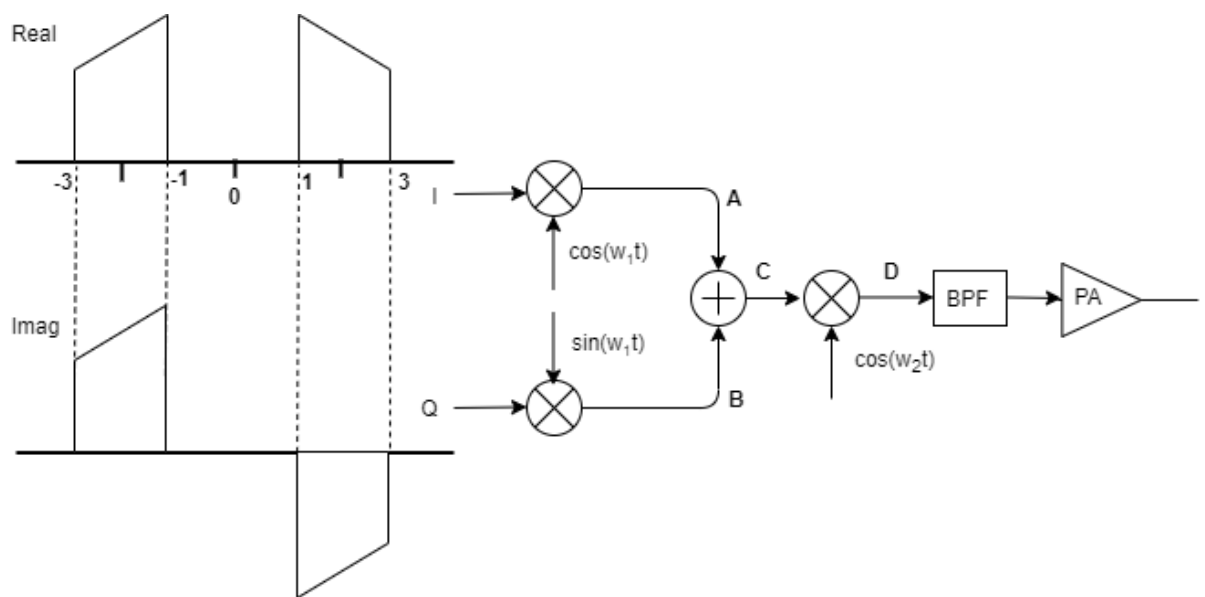 Real
-3
-1
0
1
3
I
A
cos(w₁t)
C
D
BPF
PA
Imag
sin(w₁t)
cos(w₂t)
Q
B